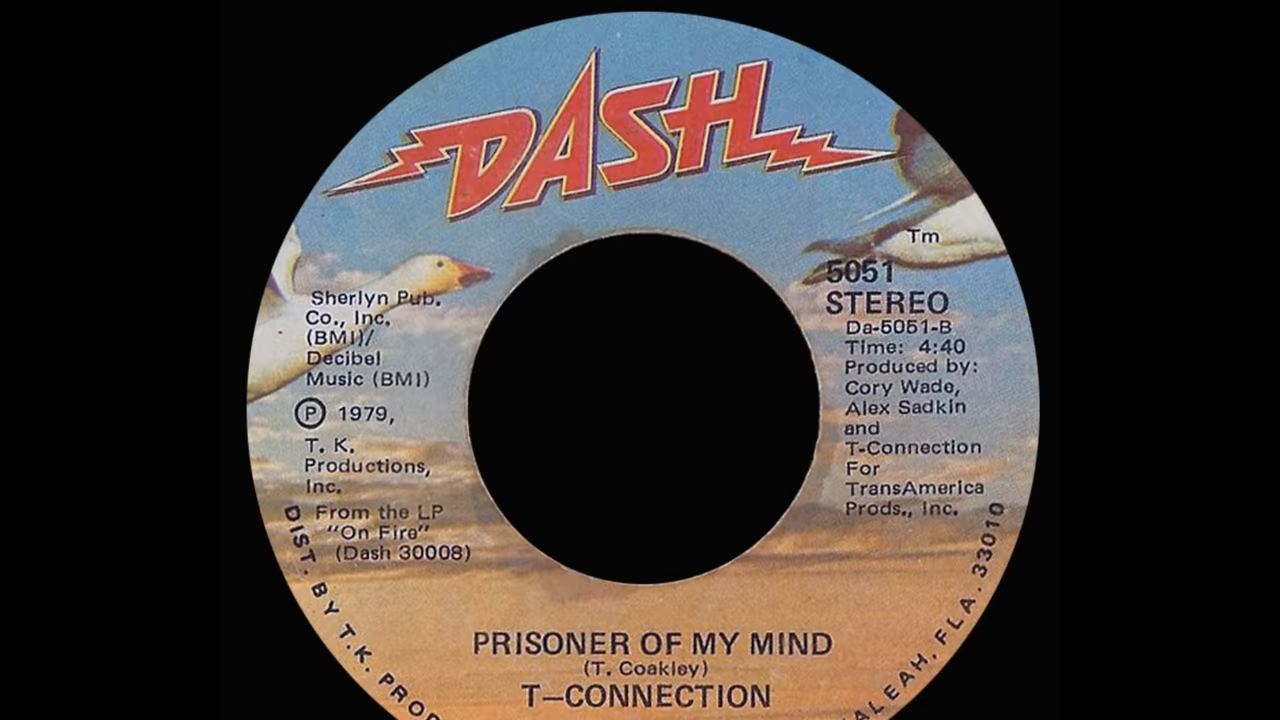 DASH
Tm
5051
STEREO
Da-5051-B
Time: 4:40
Produced by:
Cory Wade,
Alex Sadkin
and
T-Connection
For
TransAmerica
Prods., Inc.
Sherlyn Pub.
Co., Inc.
(BMI)/
Decibel
Music (BMI)
Ⓟ 1979,
T. K.
Productions,
Inc.
From the LP
"On Fire"
(Dash 30008)
PRISONER OF MY MIND
(T. Coakley)
T–CONNECTION
DIST. BY T.K. PROD
ALEAH, FLA. 33010